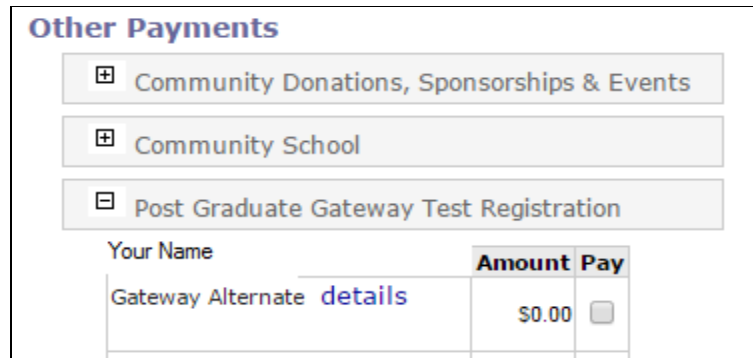 Other Payments
Community Donations, Sponsorships & Events
Community School
Post Graduate Gateway Test Registration
Your Name Amount Pay
Gateway Alternate details $0.00